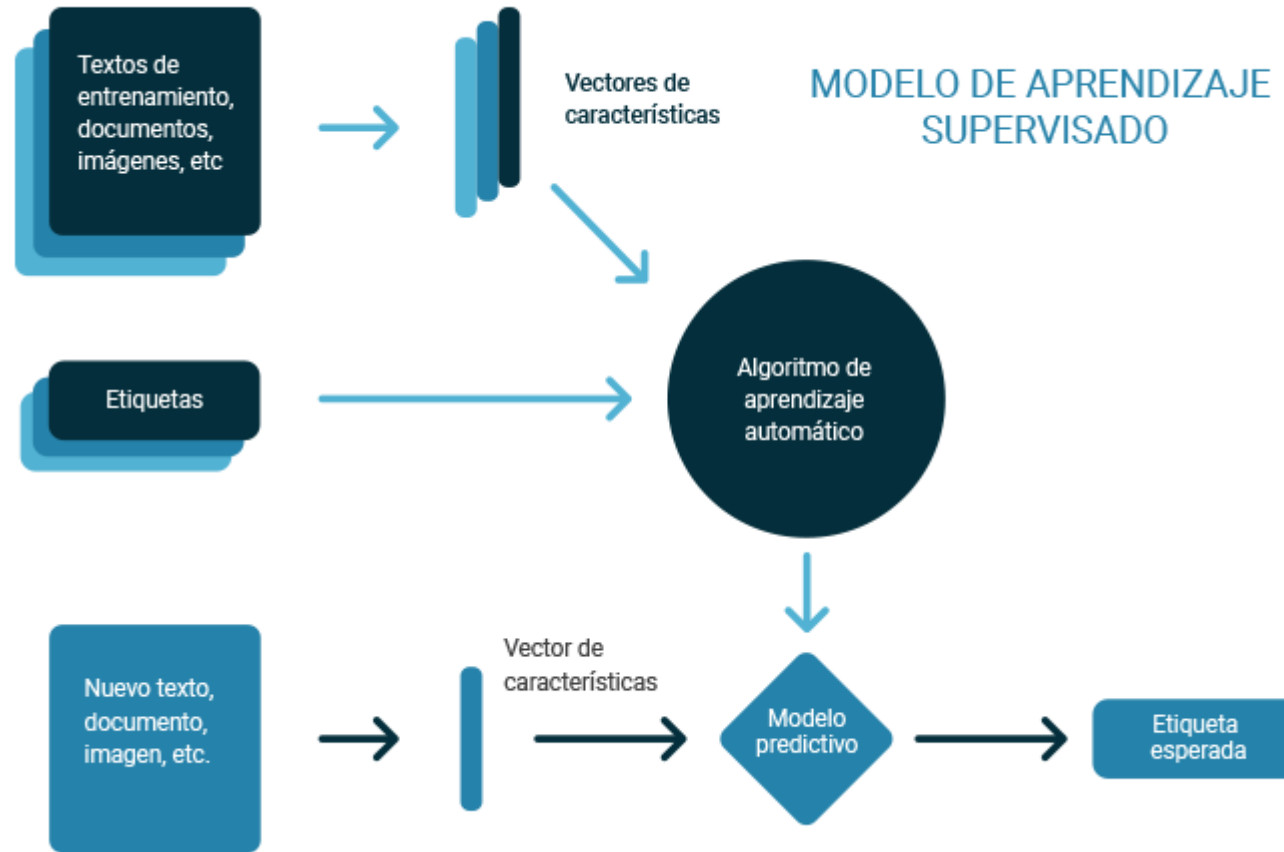 Textos de
entrenamiento,
documentos,
imágenes, etc
Vectores de
característícas
MODELO DE APRENDIZAJE
SUPERVISADO
Etiquetas
Algoritmo de
aprendizaje
automático
Nuevo texto,
documento,
imagen, etc.
Vector de
características
Modelo
predictivo
Etiqueta
esperada